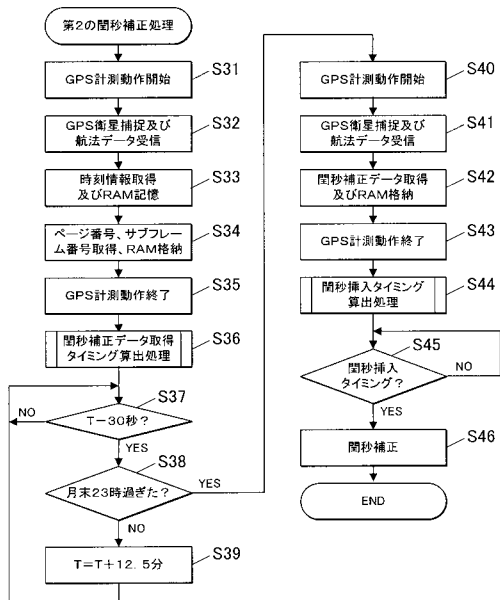 第2の閏秒補正処理
GPS計測動作開始
S31
GPS衛星捕捉及び
航法データ受信
S32
時刻情報取得
及びRAM記憶
S33
ページ番号、サブフレー
ム番号取得、RAM格納
S34
GPS計測動作終了
S35
閏秒補正データ取得
タイミング算出処理
S36
T-30秒?
S37
NO
YES
月末23時過ぎた?
S38
YES
NO
T=T+12.5分
S39
GPS計測動作開始
S40
GPS衛星捕捉及び
航法データ受信
S41
閏秒補正データ取得
及びRAM格納
S42
GPS計測動作終了
S43
閏秒挿入タイミング
算出処理
S44
閏秒挿入
タイミング?
S45
NO
YES
閏秒補正
S46
END